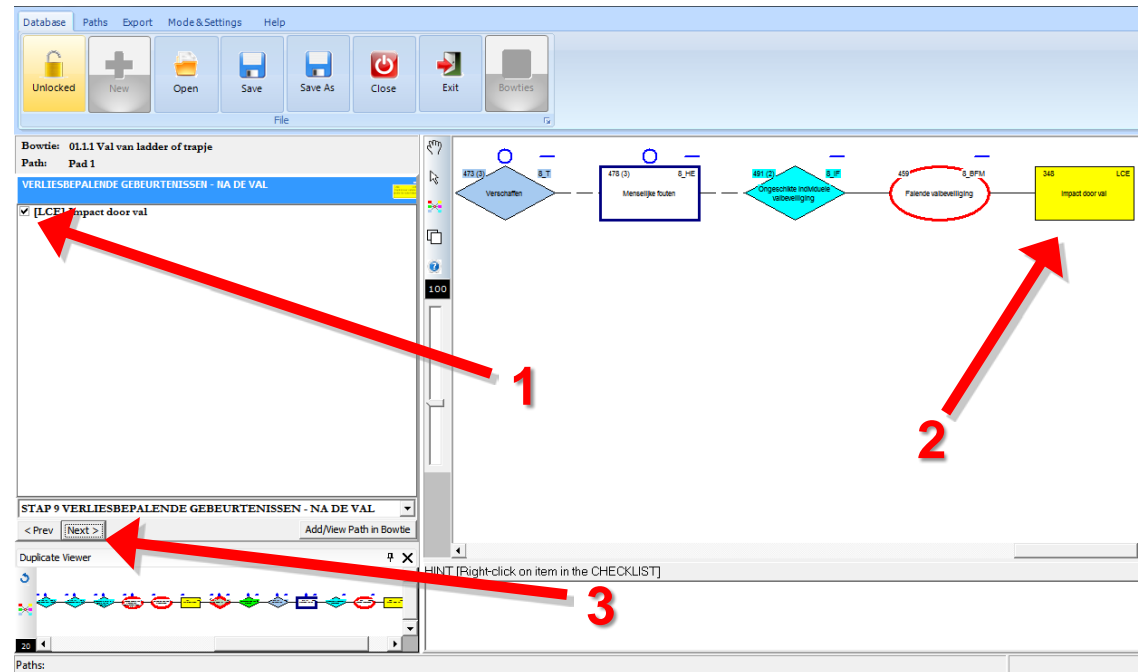 Database Paths Export Mode & Settings Help
Unlocked New Open Save Save As Close Exit Bowties
File
Bowtie: 01.1.1 Val van ladder of trapje
Path: Pad 1
VERLIESBEPALENDE GEBEURTENISSEN - NA DE VAL
[LCE] Impact door val
473 (3) 8_T
Verschaffen
478 (3) 8_HE
Menselijke fouten
491 (2) 8_IF
Ongeschikte individuele
valbeveiliging
459 8_BFM
Falende valbeveiliging
348 LCE
Impact door val
100
1
2
STAP 9 VERLIESBEPALENDE GEBEURTENISSEN - NA DE VAL
< Prev Next > Add/View Path in Bowtie
Duplicate Viewer
HINT [Right-click on item in the CHECKLIST]
3
20
Paths: